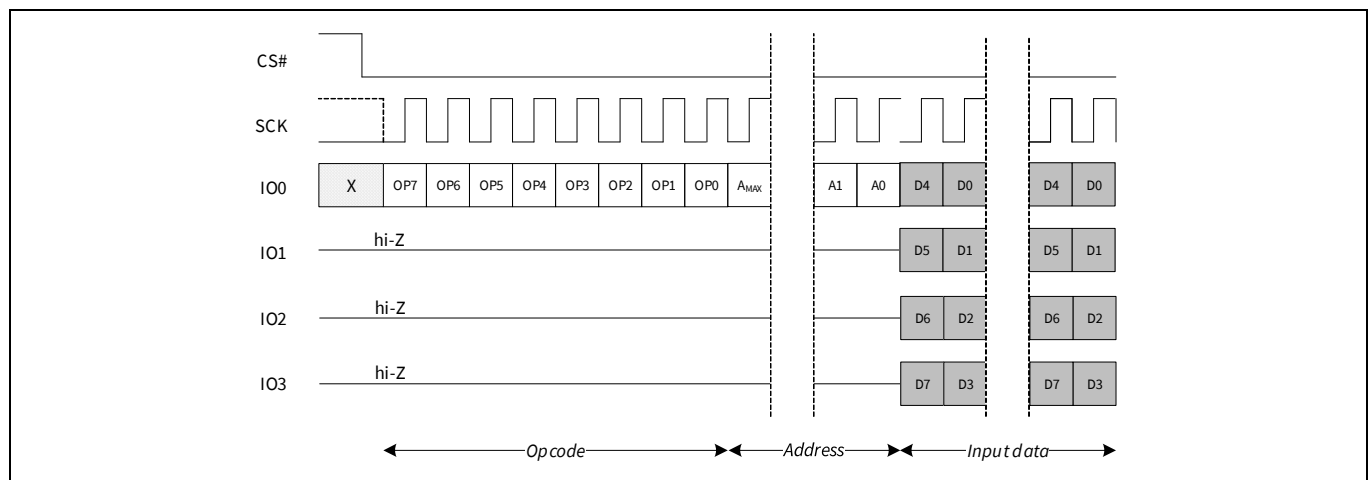 CS#
SCK
IO0 X OP7 OP6 OP5 OP4 OP3 OP2 OP1 OP0 AMAX A1 A0 D4 D0 D4 D0
hi-Z
IO1 D5 D1 D5 D1
hi-Z
IO2 D6 D2 D6 D2
hi-Z
IO3 D7 D3 D7 D3
Opcode Address Input data